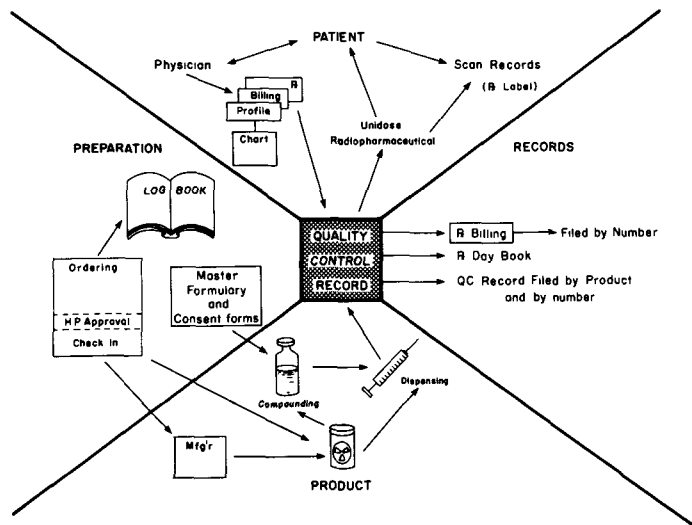 PATIENT
Physician
℞
Billing
Profile
Chart
Scan Records
(℞ Label)
Unidose
Radiopharmaceutical
PREPARATION
RECORDS
LOG BOOK
QUALITY
CONTROL
RECORD
℞ Billing
Filed by Number
℞ Day Book
QC Record Filed by Product
and by number
Ordering
HP Approval
Check In
Master
Formulary
and
Consent forms
Compounding
Dispensing
Mfg'r
PRODUCT